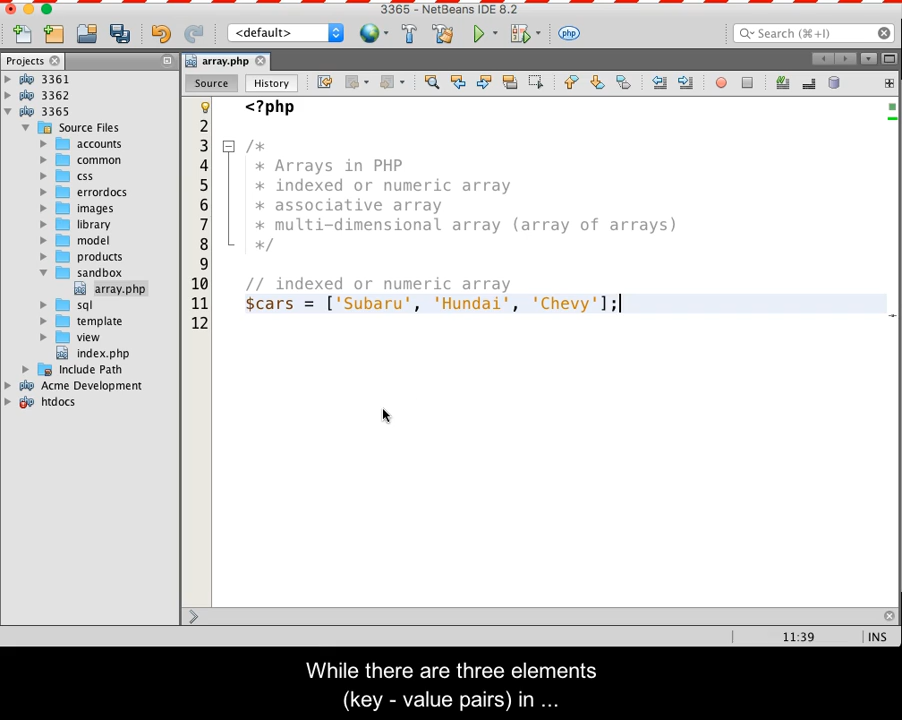 3365 - NetBeans IDE 8.2
<default>
php
Search (⌘+I)
Projects
array.php
Source
History
3361
3362
3365
Source Files
accounts
common
css
errordocs
images
library
model
products
sandbox
array.php
sql
template
view
index.php
Include Path
Acme Development
htdocs
<?php
2
3 /*
4 * Arrays in PHP
5 * indexed or numeric array
6 * associative array
7 * multi-dimensional array (array of arrays)
8 */
9
10 // indexed or numeric array
11 $cars = ['Subaru', 'Hundai', 'Chevy'];
12
11:39
INS
While there are three elements
(key - value pairs) in ...